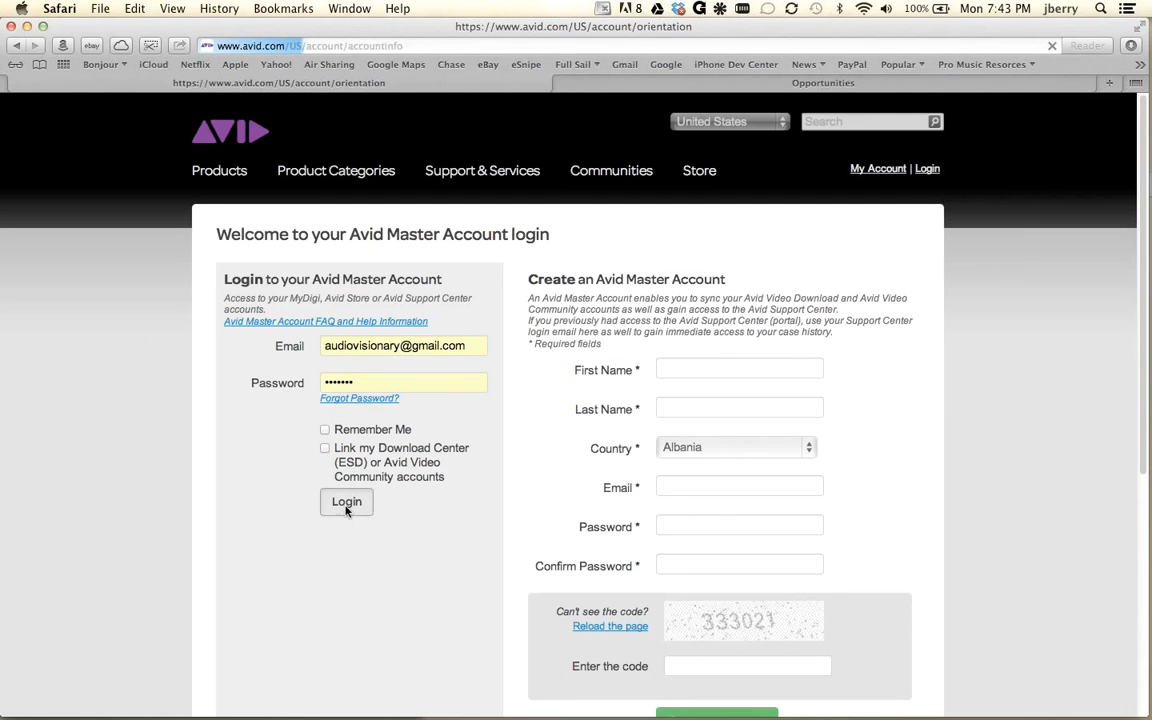 Safari File Edit View History Bookmarks Window Help 8 100% Mon 7:43 PM jberry
https://www.avid.com/US/account/orientation
ebay www.avid.com/US/account/accountinfo Reader
Bonjour iCloud Netflix Apple Yahoo! Air Sharing Google Maps Chase eBay eSnipe Full Sail Gmail Google iPhone Dev Center News PayPal Popular Pro Music Resorces
https://www.avid.com/US/account/orientation Opportunities
AVID
United States Search
Products Product Categories Support & Services Communities Store My Account | Login
Welcome to your Avid Master Account login
Login to your Avid Master Account
Access to your MyDigi, Avid Store or Avid Support Center
accounts.
Avid Master Account FAQ and Help Information
Email audiovisionary@gmail.com
Password •••••••
Forgot Password?
Remember Me
Link my Download Center
(ESD) or Avid Video
Community accounts
Login
Create an Avid Master Account
An Avid Master Account enables you to sync your Avid Video Download and Avid Video
Community accounts as well as gain access to the Avid Support Center.
If you previously had access to the Avid Support Center (portal), use your Support Center
login email here as well to gain immediate access to your case history.
* Required fields
First Name *
Last Name *
Country * Albania
Email *
Password *
Confirm Password *
Can't see the code?
Reload the page
333021
Enter the code